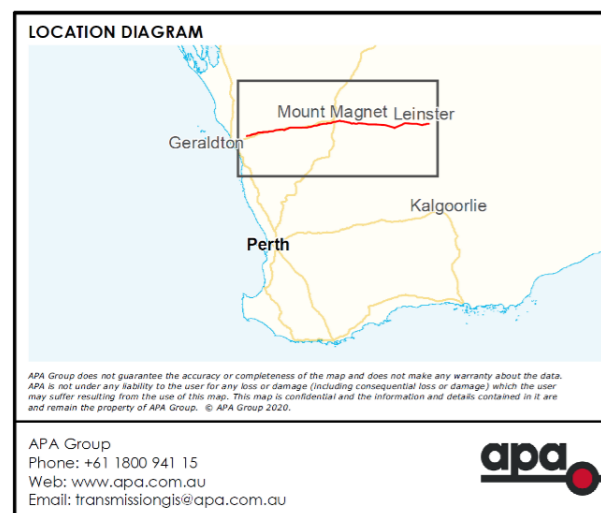 LOCATION DIAGRAM
Mount Magnet Leinster
Geraldton
Kalgoorlie
Perth
APA Group does not guarantee the accuracy or completeness of the map and does not make any warranty about the data.
APA is not under any liability to the user for any loss or damage (including consequential loss or damage) which the user
may suffer resulting from the use of this map. This map is confidential and the information and details contained in it are
and remain the property of APA Group. © APA Group 2020.
APA Group
Phone: +61 1800 941 15
Web: www.apa.com.au
Email: transmissiongis@apa.com.au
apa